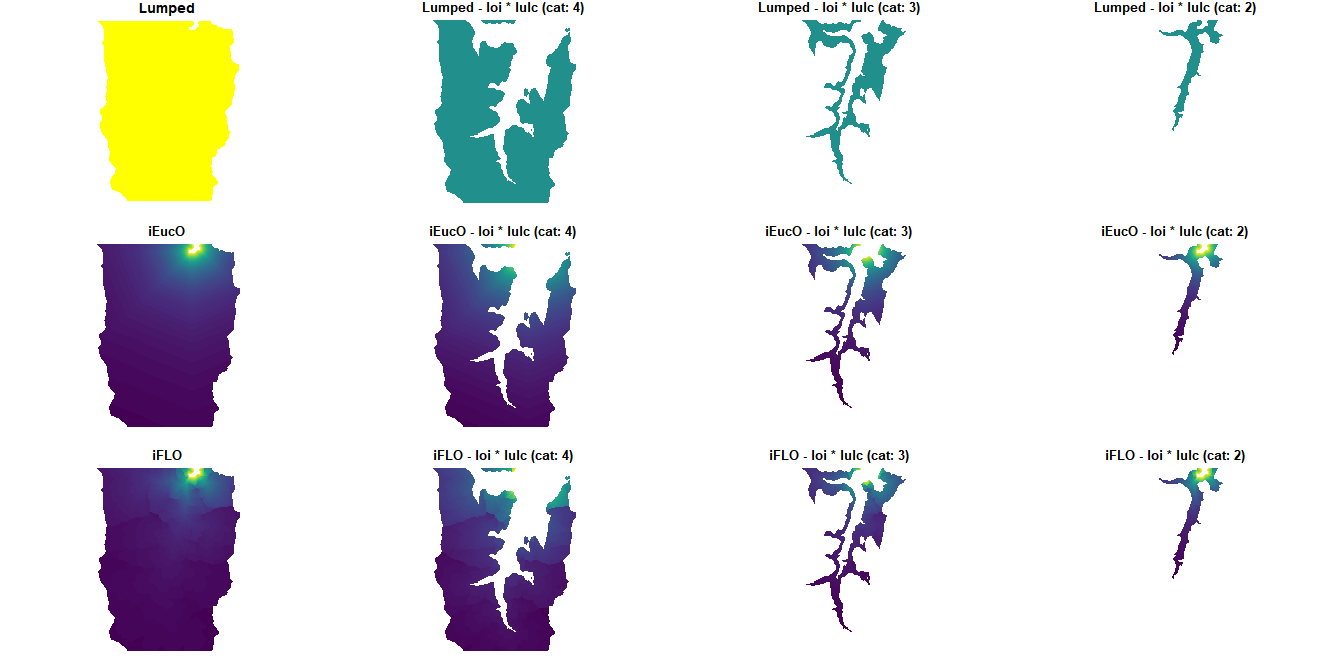 Lumped
Lumped - loi * lulc (cat: 4)
Lumped - loi * lulc (cat: 3)
Lumped - loi * lulc (cat: 2)
iEucO
iEucO - loi * lulc (cat: 4)
iEucO - loi * lulc (cat: 3)
iEucO - loi * lulc (cat: 2)
iFLO
iFLO - loi * lulc (cat: 4)
iFLO - loi * lulc (cat: 3)
iFLO - loi * lulc (cat: 2)